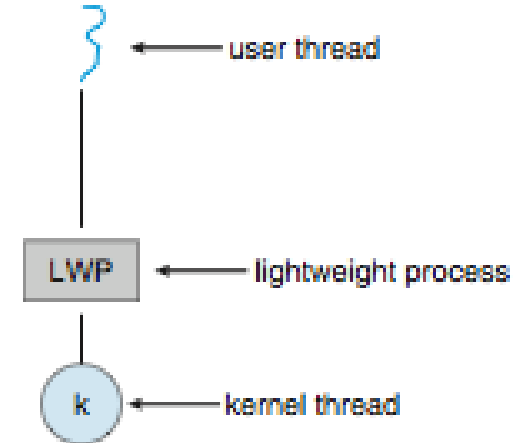 user thread
LWP
lightweight process
k
kernel thread